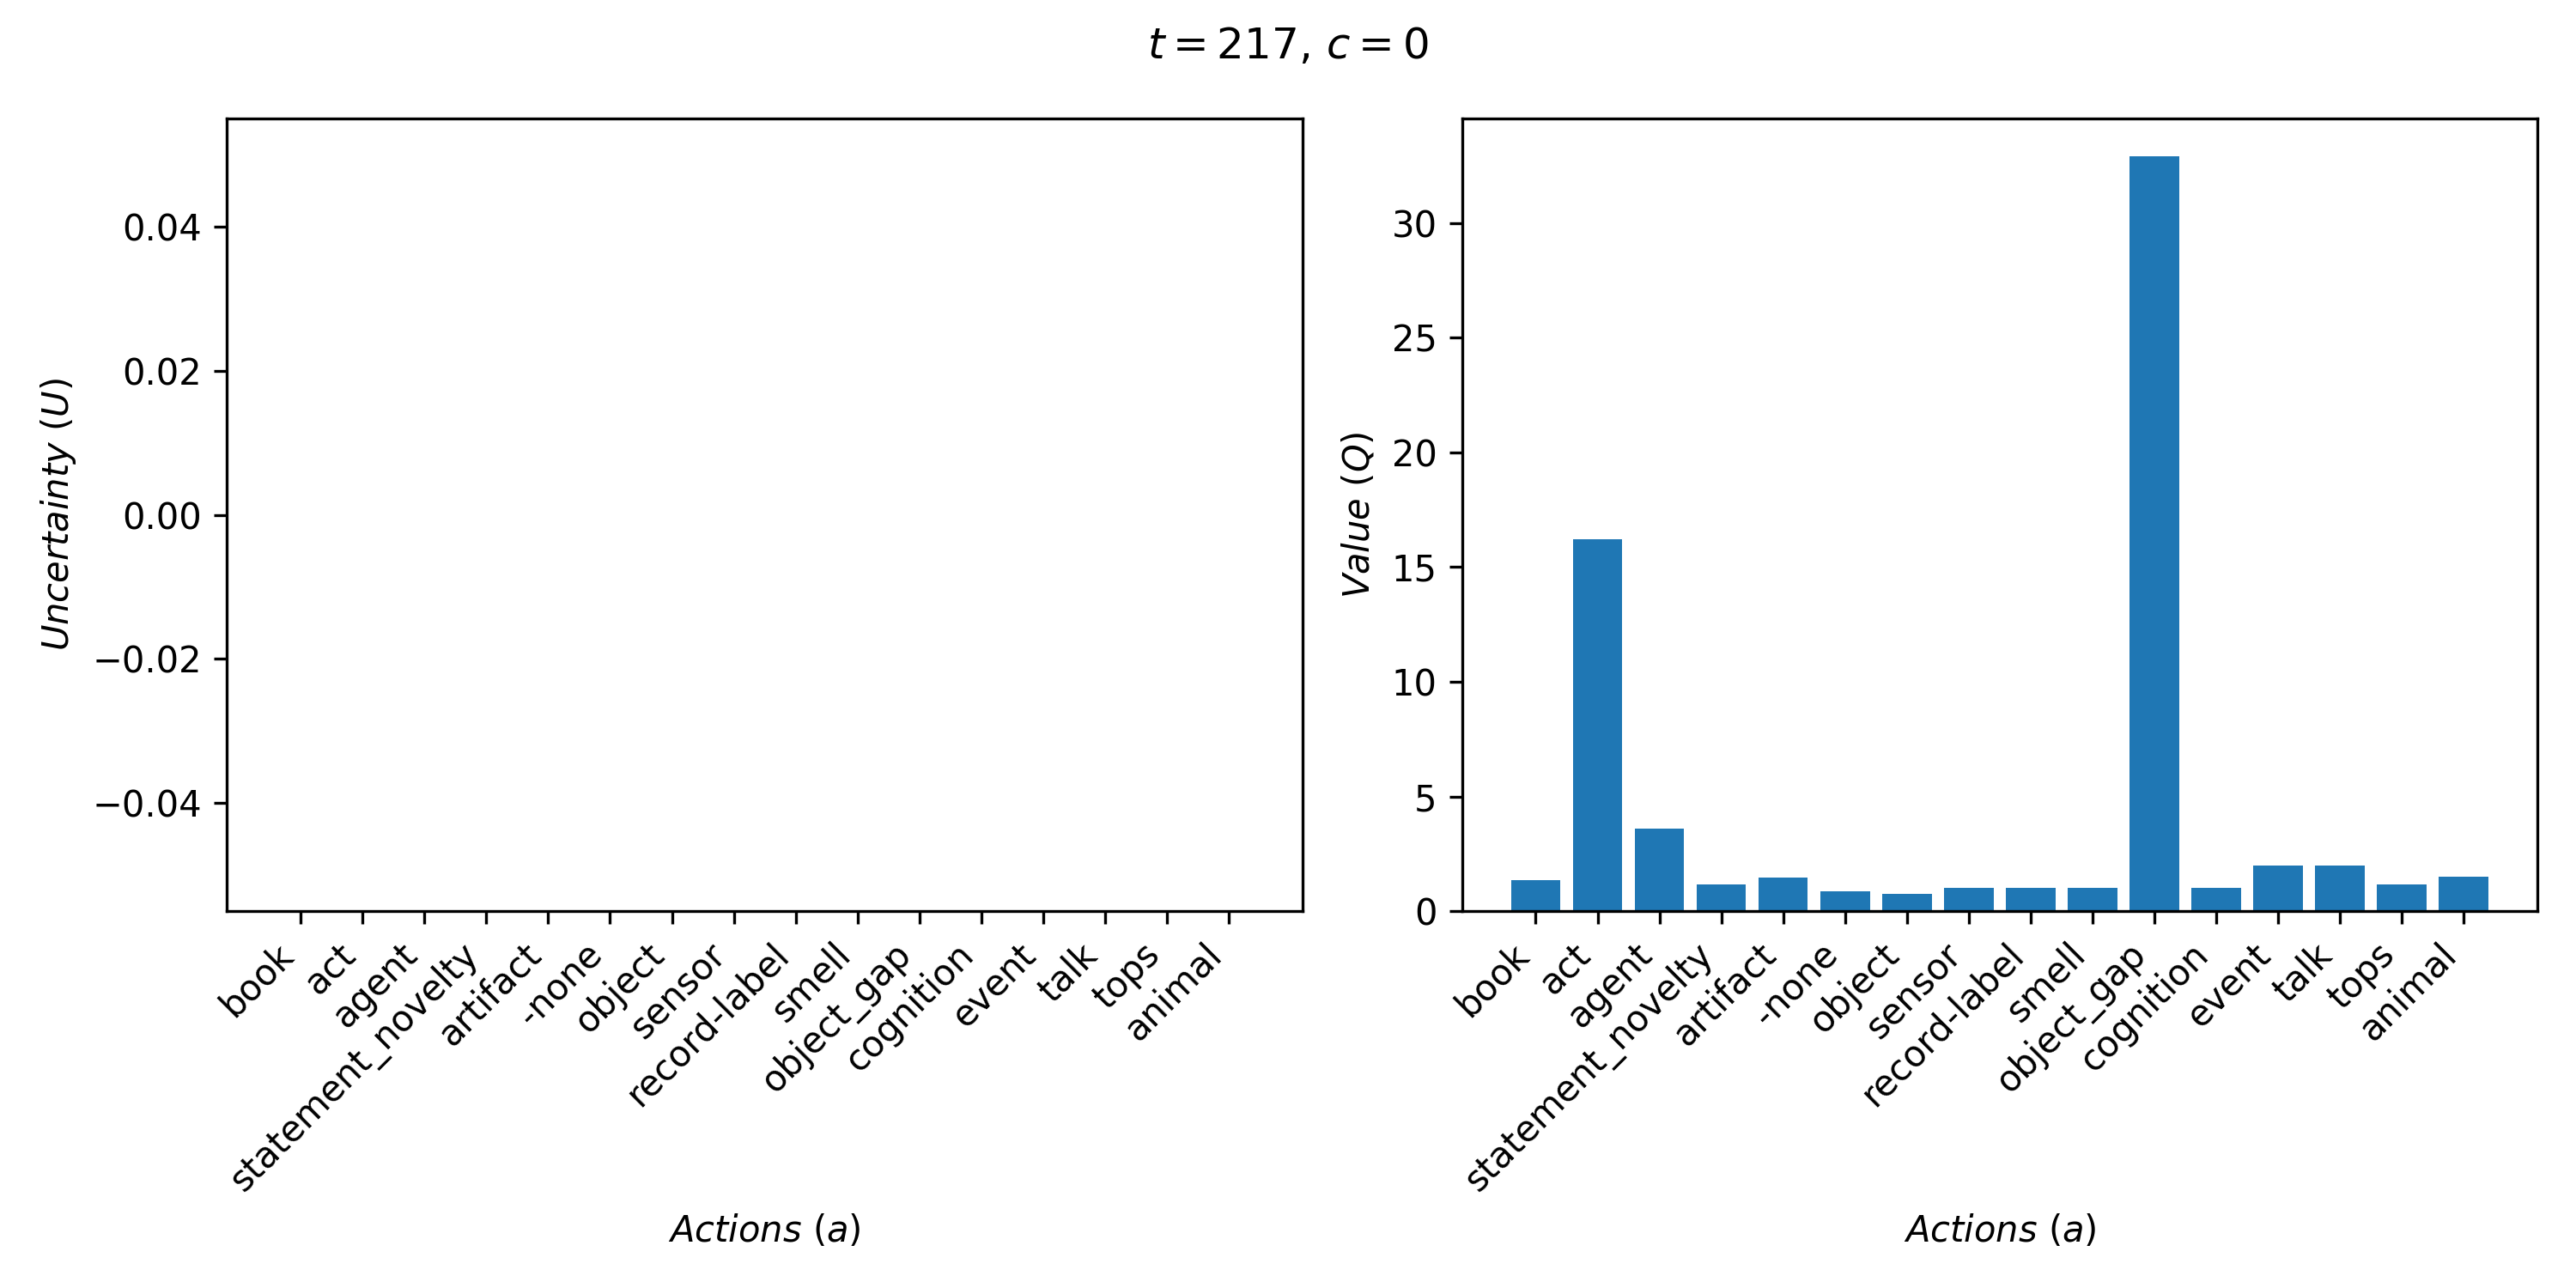 t = 217, c = 0
Uncertainty (U)
0.04
0.02
0.00
−0.02
−0.04
book
act
agent
statement_novelty
artifact
-none
object
sensor
record-label
smell
object_gap
cognition
event
talk
tops
animal
Actions (a)
Value (Q)
30
25
20
15
10
5
0
book
act
agent
statement_novelty
artifact
-none
object
sensor
record-label
smell
object_gap
cognition
event
talk
tops
animal
Actions (a)